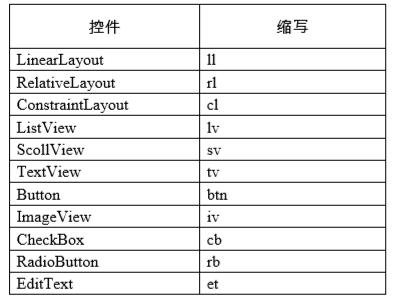 控件 缩写
LinearLayout ll
RelativeLayout rl
ConstraintLayout cl
ListView lv
ScollView sv
TextView tv
Button btn
ImageView iv
CheckBox cb
RadioButton rb
EditText et